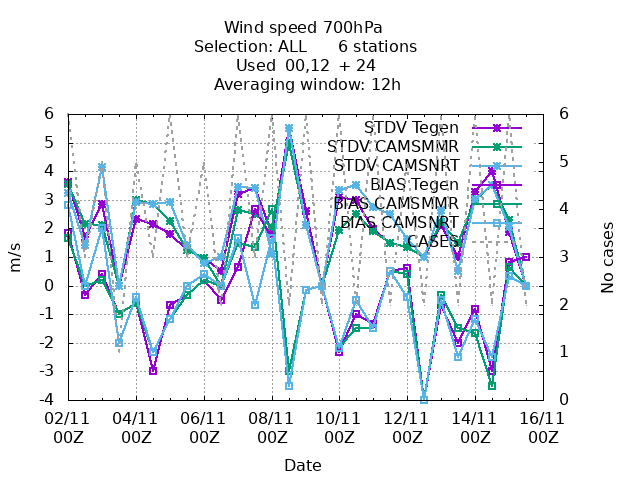 Wind speed 700hPa
Selection: ALL      6 stations
Used  00,12  + 24
Averaging window: 12h
6
5
4
3
2
1
0
-1
-2
-3
-4
m/s
6
5
4
3
2
1
0
No cases
STDV Tegen
STDV CAMSMMR
STDV CAMSNRT
BIAS Tegen
BIAS CAMSMMR
BIAS CAMSNRT
CASES
02/11 04/11 06/11 08/11 10/11 12/11 14/11 16/11
00Z 00Z 00Z 00Z 00Z 00Z 00Z 00Z
Date